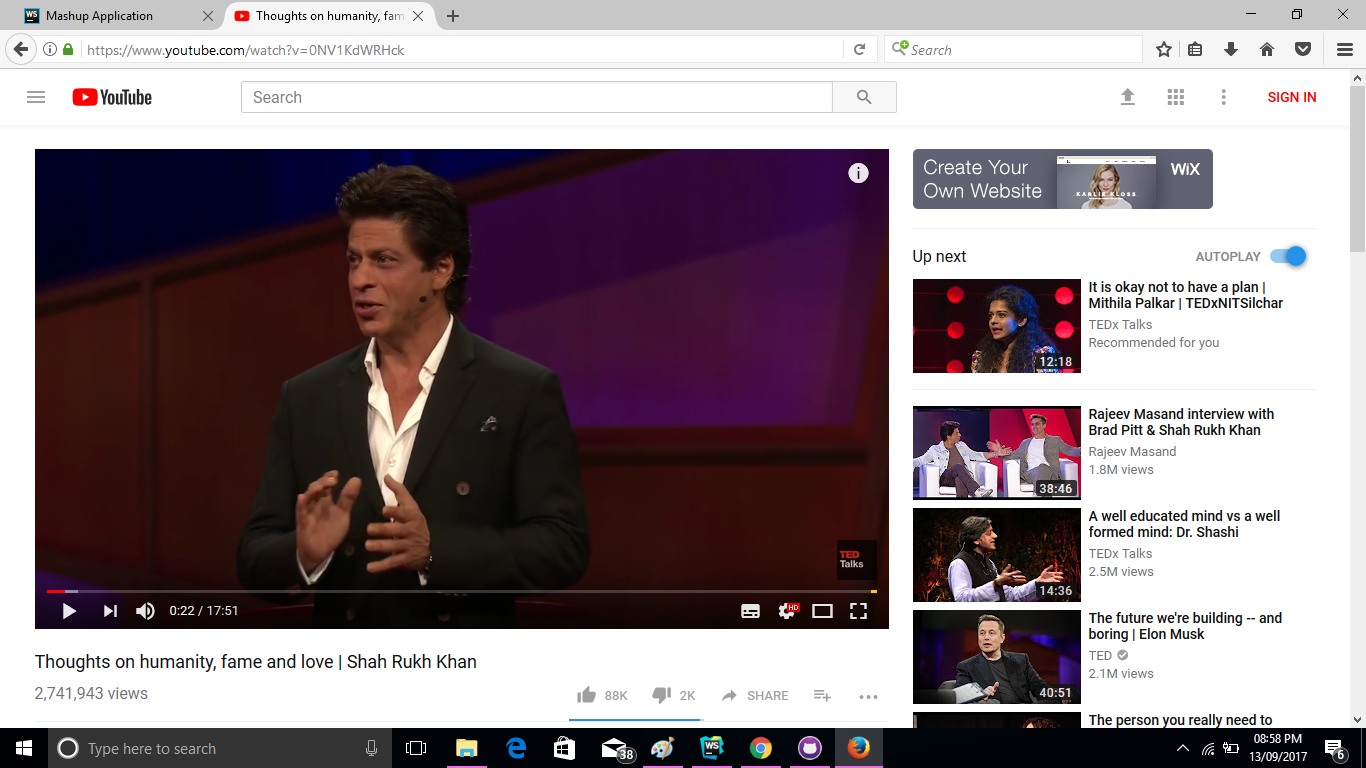 Mashup Application
Thoughts on humanity, fam
https://www.youtube.com/watch?v=0NV1KdWRHck
Search
YouTube
Search
SIGN IN
Create Your
Own Website
KARLIE KLOSS
WiX
Up next
AUTOPLAY
It is okay not to have a plan |
Mithila Palkar | TEDxNITSilchar
TEDx Talks
Recommended for you
12:18
Rajeev Masand interview with
Brad Pitt & Shah Rukh Khan
Rajeev Masand
1.8M views
38:46
A well educated mind vs a well
formed mind: Dr. Shashi
TEDx Talks
2.5M views
14:36
The future we're building -- and
boring | Elon Musk
TED
2.1M views
40:51
The person you really need to
TED
Talks
0:22 / 17:51
HD
Thoughts on humanity, fame and love | Shah Rukh Khan
2,741,943 views
88K
2K
SHARE
Type here to search
38
WS
08:58 PM
13/09/2017
6